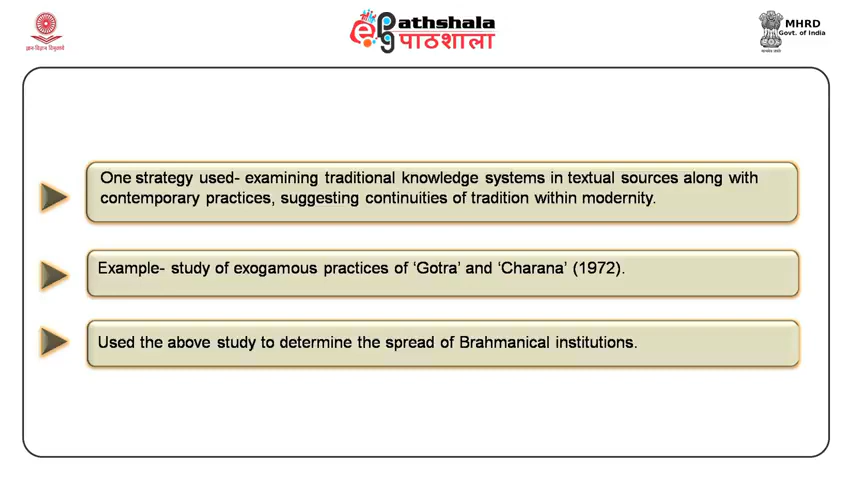 ePG Pathshala
पाठशाला
MHRD
Govt. of India
One strategy used- examining traditional knowledge systems in textual sources along with
contemporary practices, suggesting continuities of tradition within modernity.
Example- study of exogamous practices of ‘Gotra’ and ‘Charana’ (1972).
Used the above study to determine the spread of Brahmanical institutions.